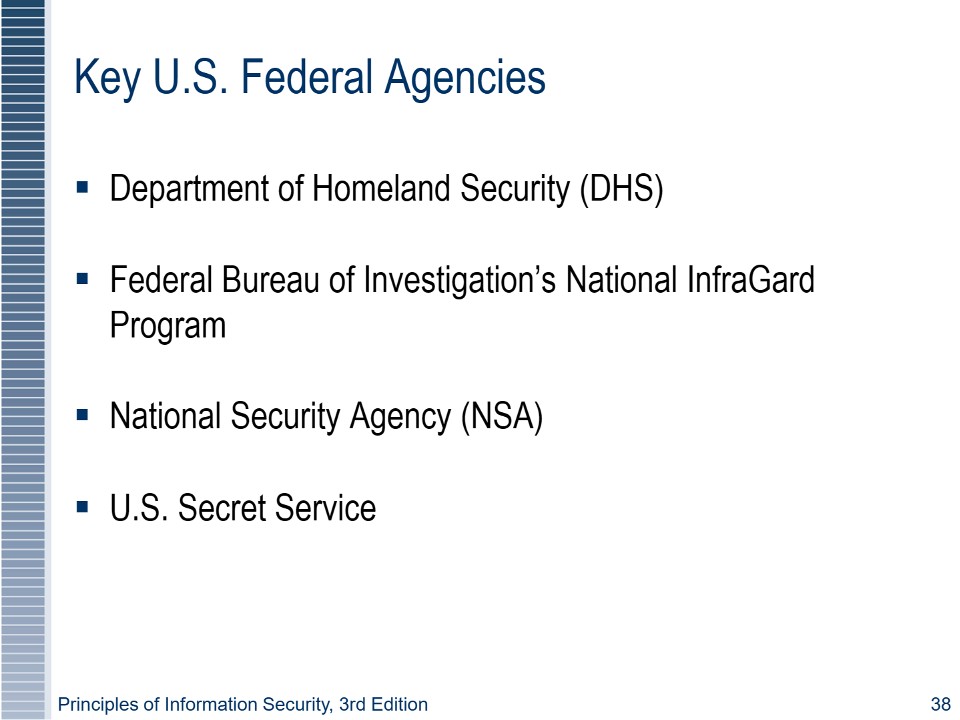 Key U.S. Federal Agencies
▪ Department of Homeland Security (DHS)
▪ Federal Bureau of Investigation’s National InfraGard
Program
▪ National Security Agency (NSA)
▪ U.S. Secret Service
Principles of Information Security, 3rd Edition 38